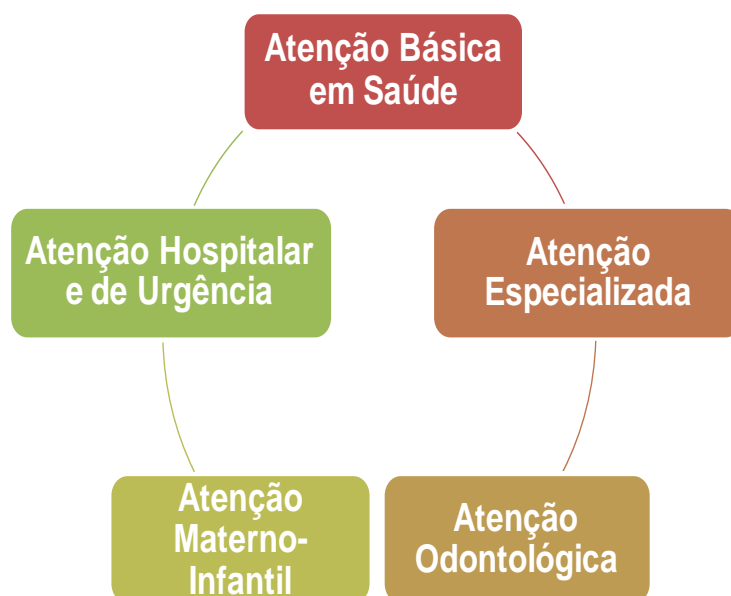 Atenção Básica
em Saúde
Atenção Hospitalar
e de Urgência
Atenção
Especializada
Atenção
Materno-
Infantil
Atenção
Odontológica